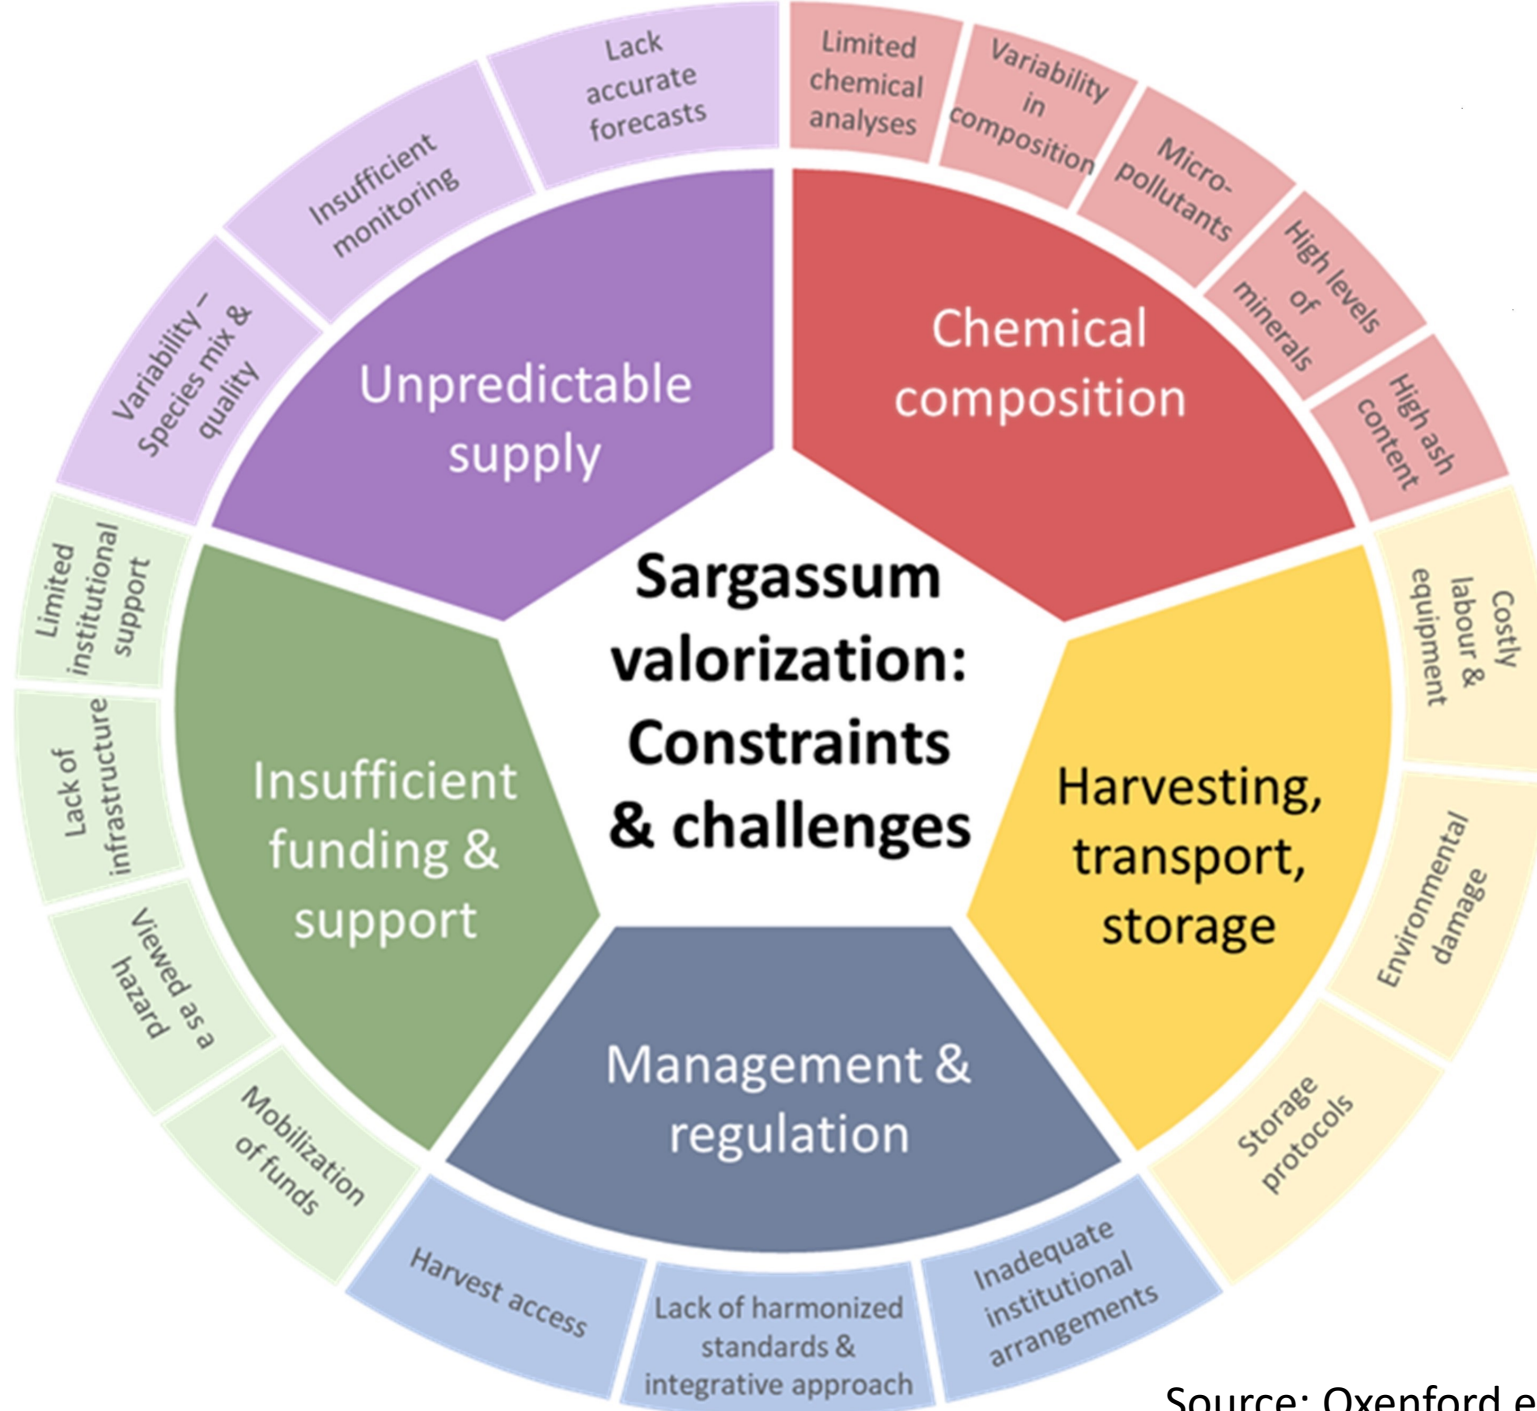 Sargassum
valorization:
Constraints
& challenges
Chemical
composition
Limited
chemical
analyses
Variability
in
composition
Micro-
pollutants
High levels
of
minerals
High ash
content
Harvesting,
transport,
storage
Costly
labour &
equipment
Environmental
damage
Storage
protocols
Management &
regulation
Inadequate
institutional
arrangements
Lack of harmonized
standards &
integrative approach
Harvest access
Insufficient
funding &
support
Mobilization
of funds
Viewed as a
hazard
Lack of
infrastructure
Limited
institutional
support
Unpredictable
supply
Variability –
Species mix &
quality
Insufficient
monitoring
Lack
accurate
forecasts
Source: Oxenford e